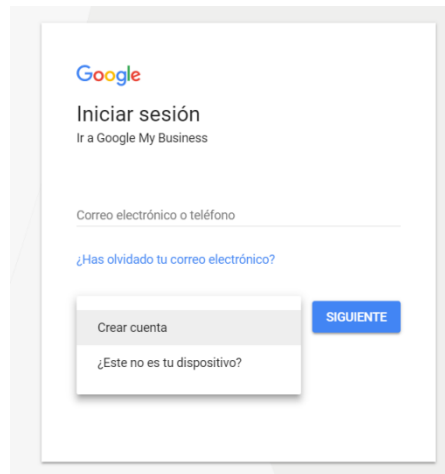 Google
Iniciar sesión
Ir a Google My Business
Correo electrónico o teléfono
¿Has olvidado tu correo electrónico?
Crear cuenta
SIGUIENTE
¿Este no es tu dispositivo?